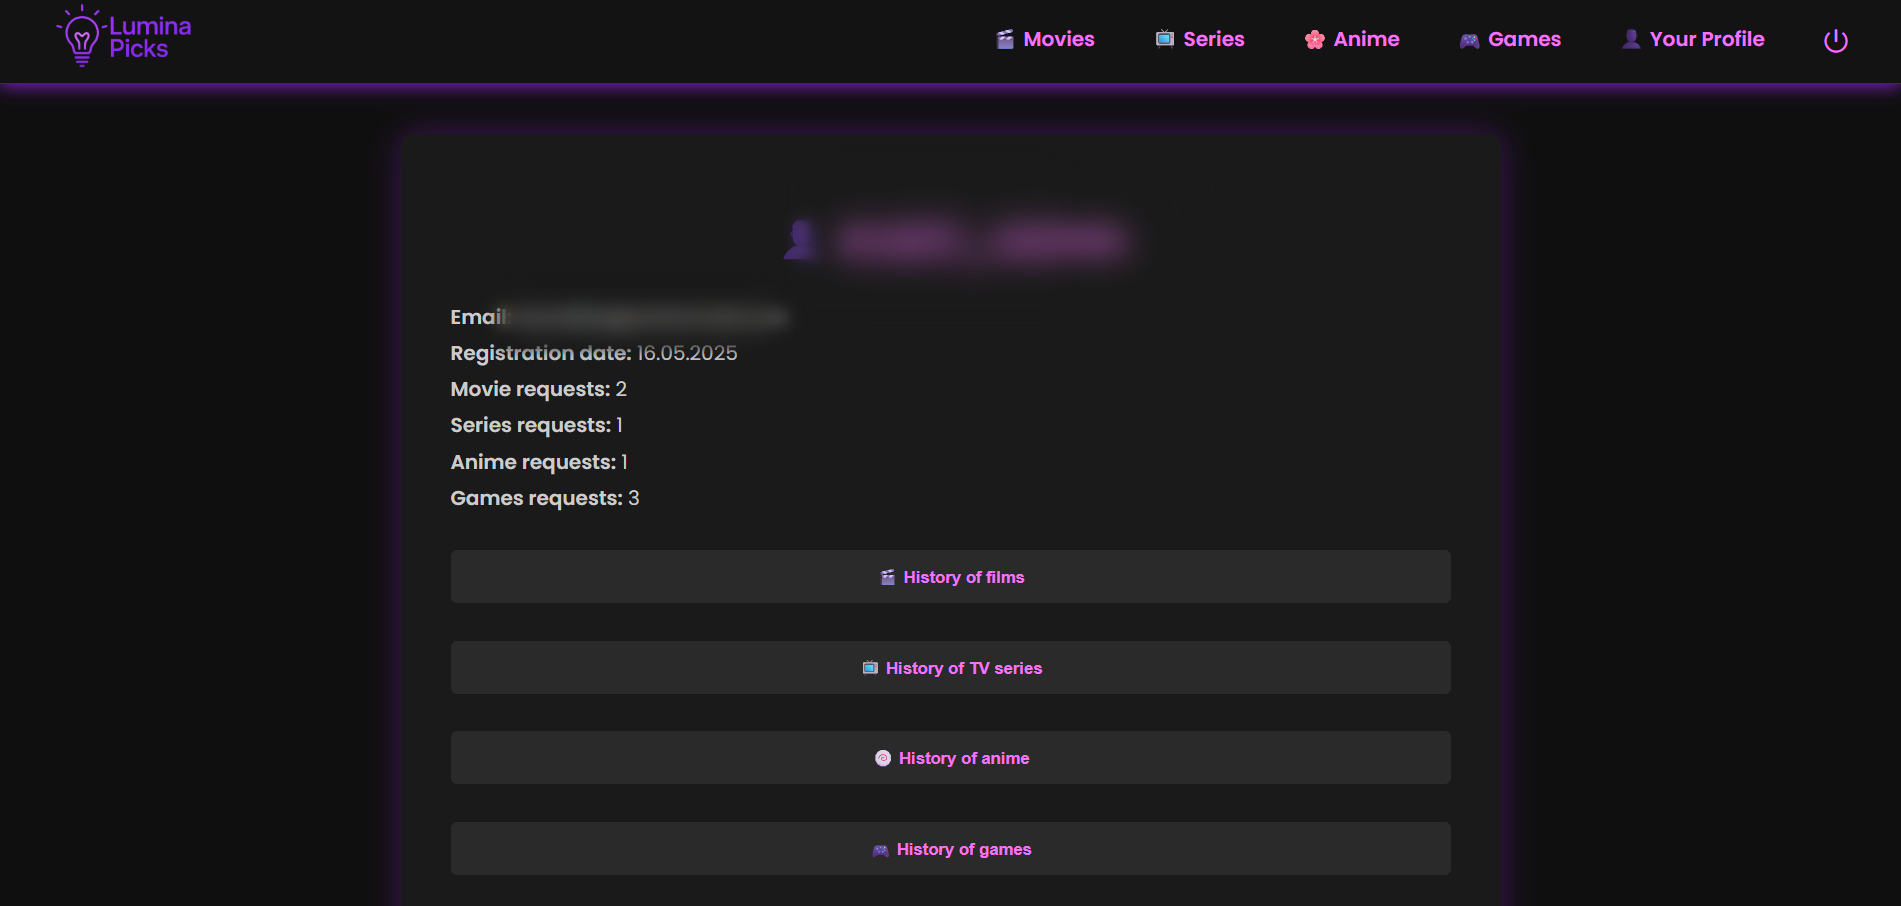 Lumina
Picks
Movies
Series
Anime
Games
Your Profile
Email:
Registration date: 16.05.2025
Movie requests: 2
Series requests: 1
Anime requests: 1
Games requests: 3
History of films
History of TV series
History of anime
History of games